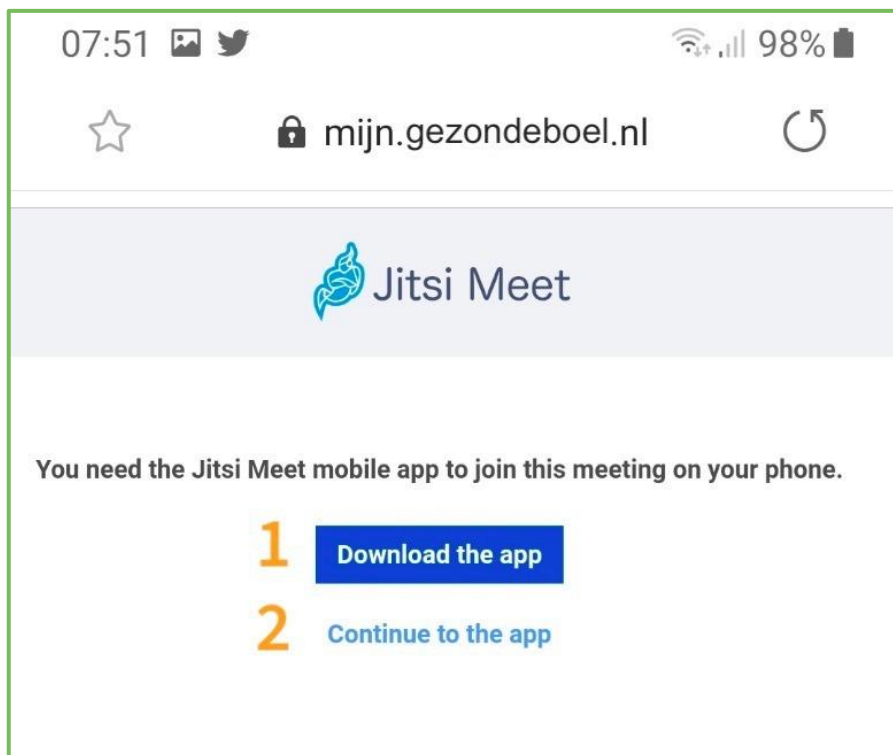 07:51 98%
mijn.gezondeboel.nl
Jitsi Meet
You need the Jitsi Meet mobile app to join this meeting on your phone.
1 Download the app
2 Continue to the app